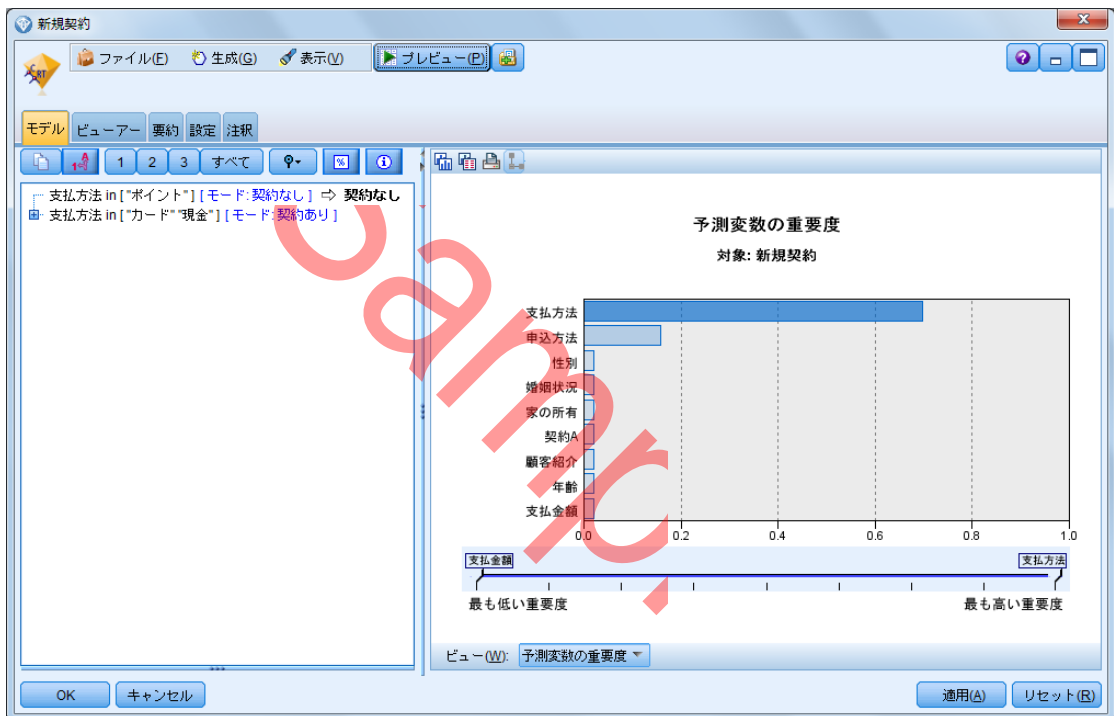 新規契約
ファイル(F) 生成(G) 表示(V) プレビュー(P)
C&RT
モデル ビューアー 要約 設定 注釈
1 2 3 すべて %
支払方法 in ["ポイント"] [モード: 契約なし] ⇨ 契約なし
支払方法 in ["カード" "現金"] [モード: 契約あり]
予測変数の重要度
対象: 新規契約
支払方法
申込方法
性別
婚姻状況
家の所有
契約A
顧客紹介
年齢
支払金額
0.0 0.2 0.4 0.6 0.8 1.0
支払金額 支払方法
最も低い重要度 最も高い重要度
ビュー(W): 予測変数の重要度
OK キャンセル 適用(A) リセット(R)
Samp.